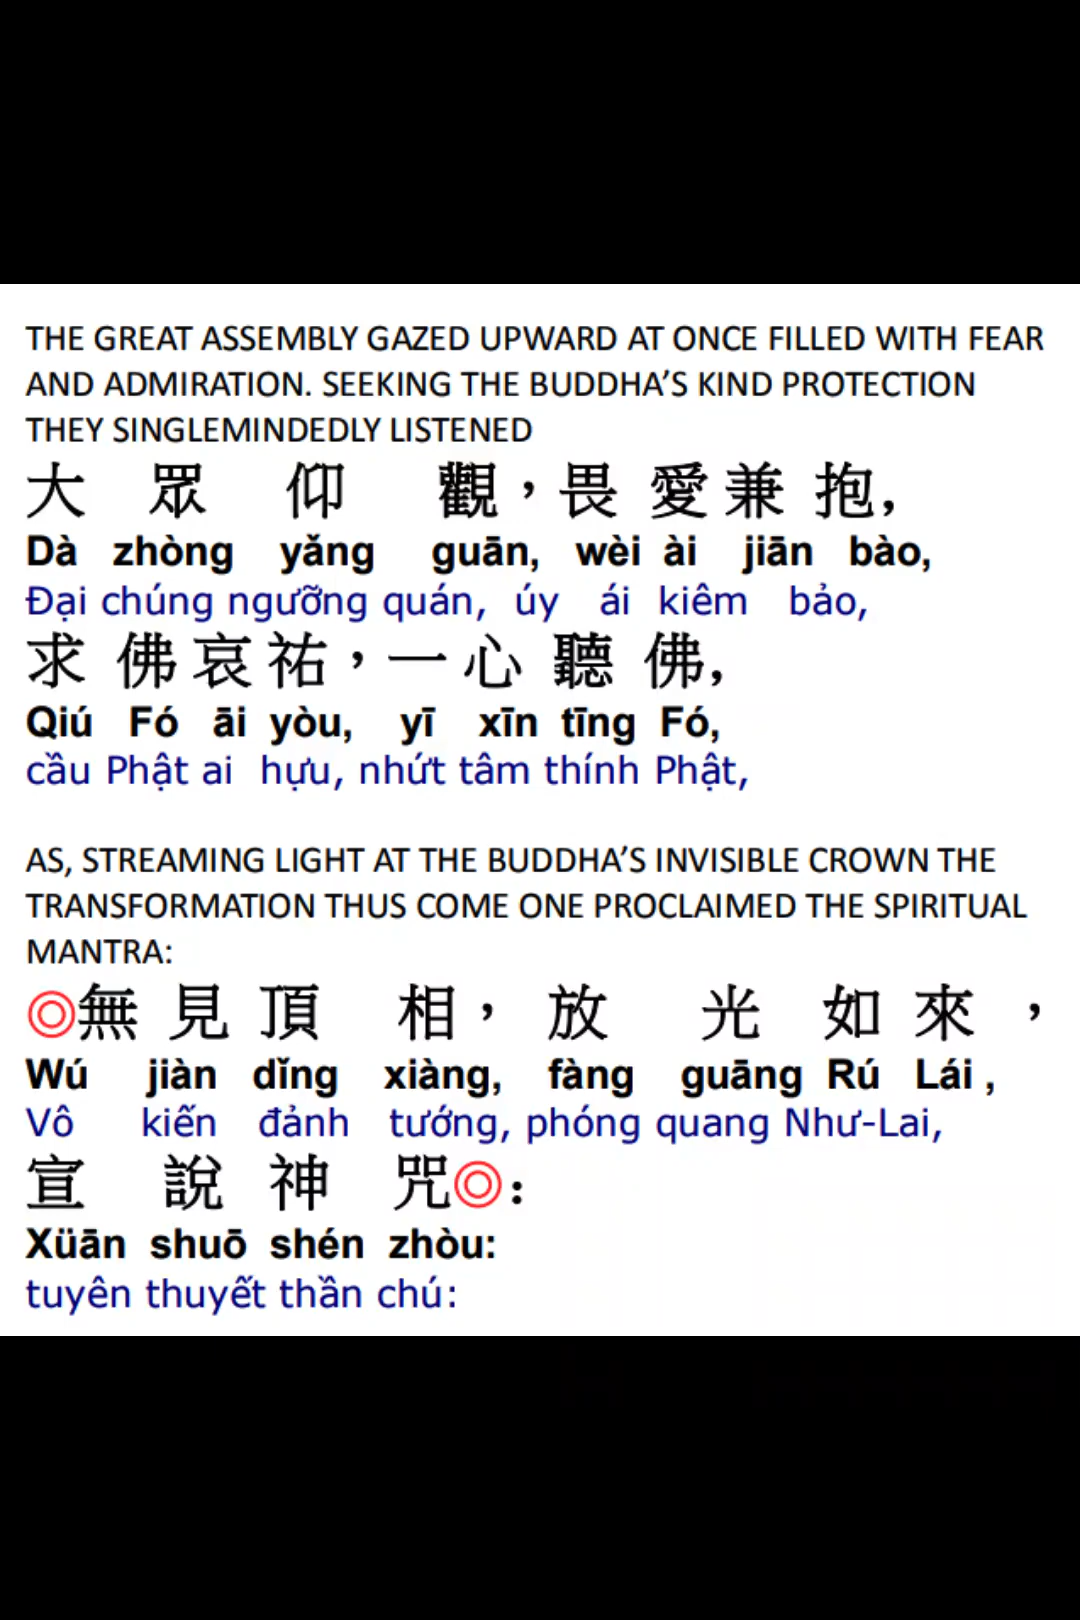 THE GREAT ASSEMBLY GAZED UPWARD AT ONCE FILLED WITH FEAR
AND ADMIRATION. SEEKING THE BUDDHA’S KIND PROTECTION
THEY SINGLEMINDEDLY LISTENED
大 眾 仰 觀，畏 愛 兼 抱,
Dà zhòng yǎng guān, wèi ài jiān bào,
Đại chúng ngưỡng quán, úy ái kiêm bảo,
求 佛 哀 祐，一 心 聽 佛,
Qiú Fó āi yòu, yī xīn tīng Fó,
cầu Phật ai hựu, nhứt tâm thính Phật,
AS, STREAMING LIGHT AT THE BUDDHA’S INVISIBLE CROWN THE
TRANSFORMATION THUS COME ONE PROCLAIMED THE SPIRITUAL
MANTRA:
◎無 見 頂 相，放 光 如 來 ，
Wú jiàn dǐng xiàng, fàng guāng Rú Lái ,
Vô kiến đảnh tướng, phóng quang Như-Lai,
宣 說 神 咒◎：
Xüān shuō shén zhòu:
tuyên thuyết thần chú: